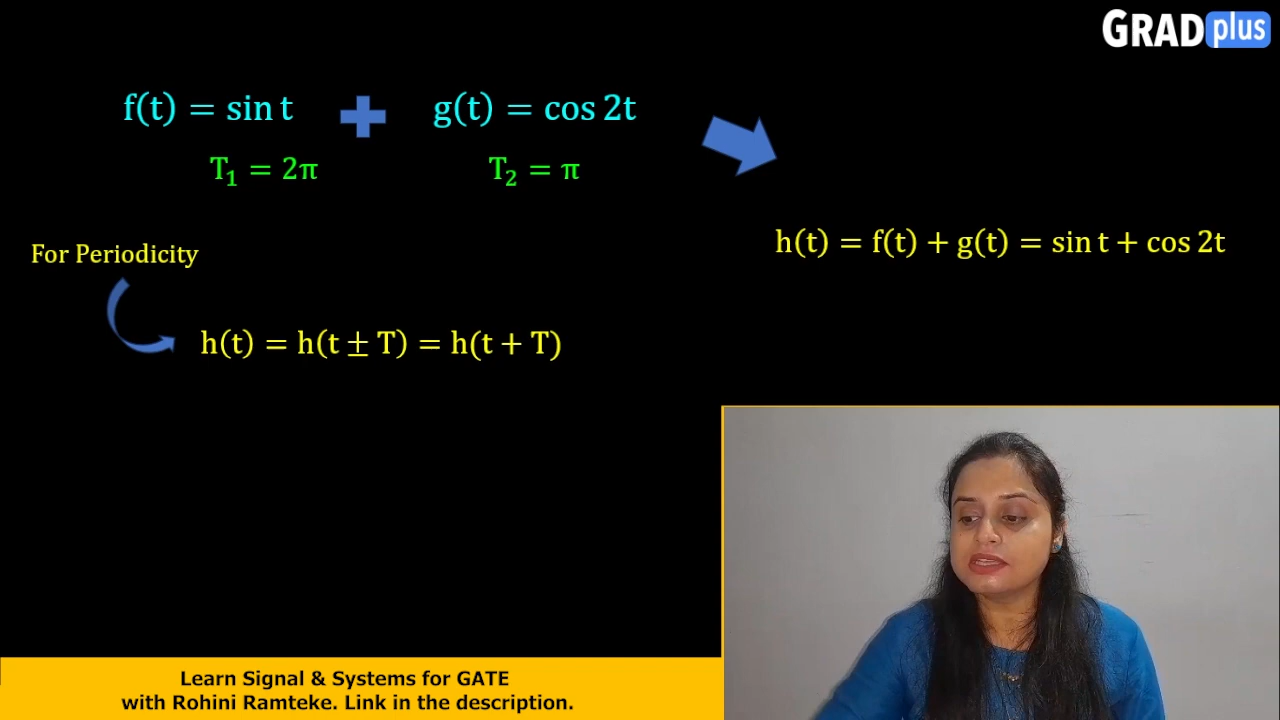 GRADplus
f(t) = sin t + g(t) = cos 2t
T₁ = 2π T₂ = π
h(t) = f(t) + g(t) = sin t + cos 2t
For Periodicity
h(t) = h(t ± T) = h(t + T)
Learn Signal & Systems for GATE
with Rohini Ramteke. Link in the description.